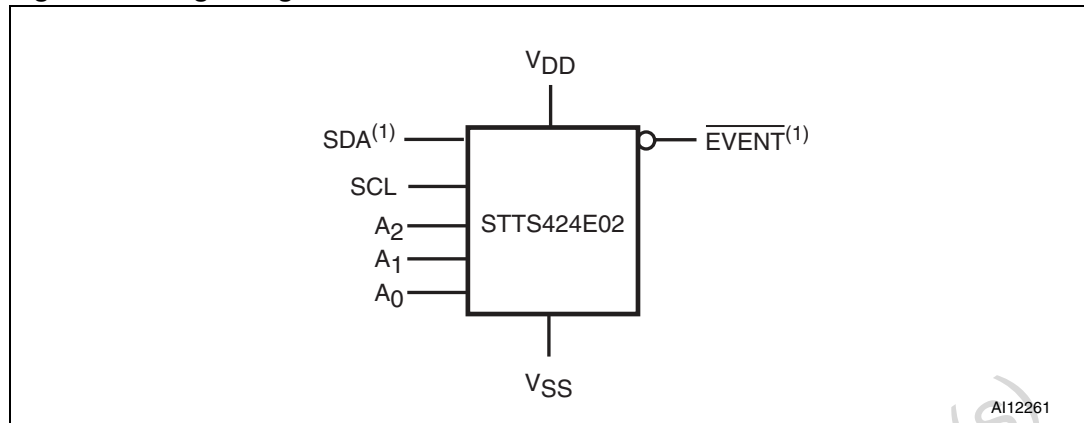 VDD
SDA(1)
EVENT(1)
SCL
A2
STTS424E02
A1
A0
VSS
AI12261